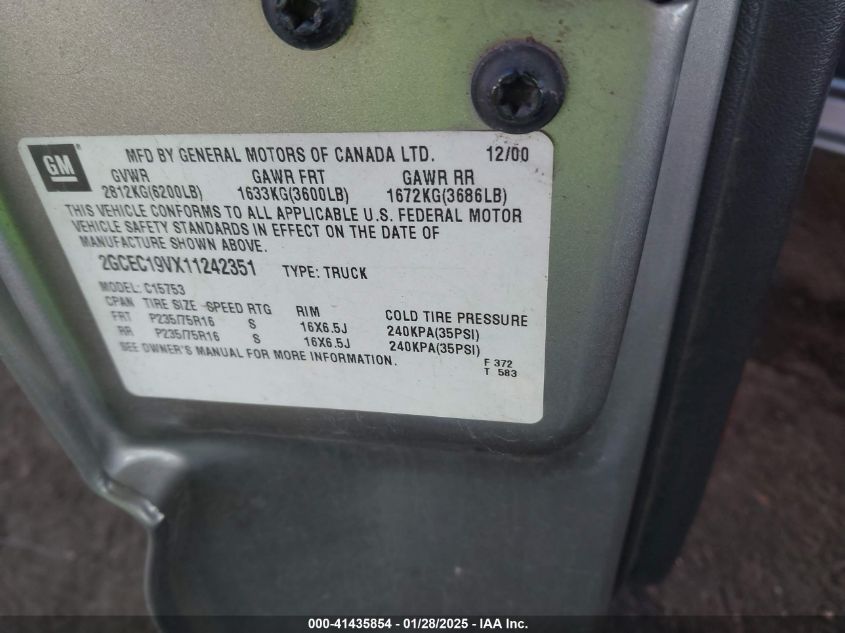 GM MFD BY GENERAL MOTORS OF CANADA LTD. 12/00
GVWR GAWR FRT GAWR RR
2812KG(6200LB) 1633KG(3600LB) 1672KG(3686LB)
THIS VEHICLE CONFORMS TO ALL APPLICABLE U.S. FEDERAL MOTOR
VEHICLE SAFETY STANDARDS IN EFFECT ON THE DATE OF
MANUFACTURE SHOWN ABOVE.
2GCEC19VX11242351 TYPE: TRUCK
MODEL: C15753
CPAN TIRE SIZE SPEED RTG RIM COLD TIRE PRESSURE
FRT P235/75R16 S 16X6.5J 240KPA(35PSI)
RR P235/75R16 S 16X6.5J 240KPA(35PSI)
SEE OWNER'S MANUAL FOR MORE INFORMATION.
F 372
T 583
000-41435854 - 01/28/2025 - IAA Inc.